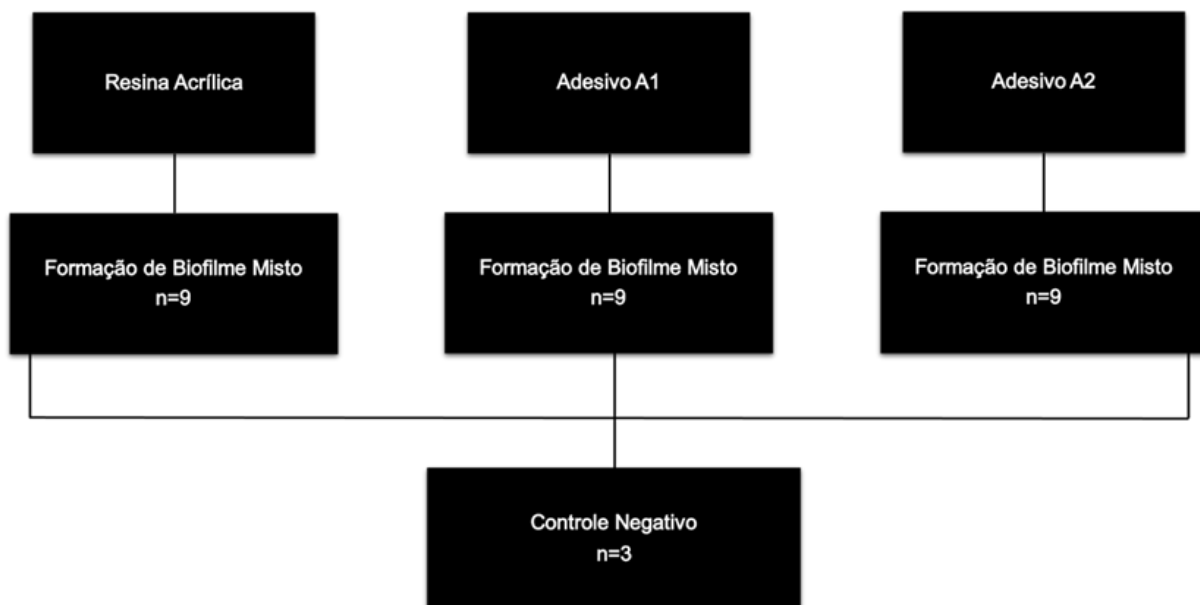 Resina Acrílica
Adesivo A1
Adesivo A2
Formação de Biofilme Misto
n=9
Formação de Biofilme Misto
n=9
Formação de Biofilme Misto
n=9
Controle Negativo
n=3